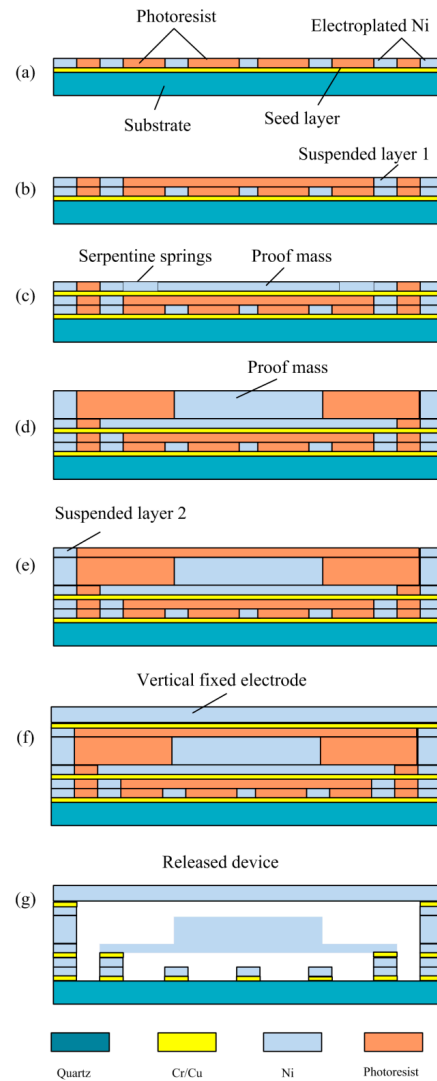 Photoresist
Electroplated Ni
(a)
Substrate
Seed layer
Suspended layer 1
(b)
Serpentine springs
Proof mass
(c)
Proof mass
(d)
Suspended layer 2
(e)
Vertical fixed electrode
(f)
Released device
(g)
Quartz
Cr/Cu
Ni
Photoresist